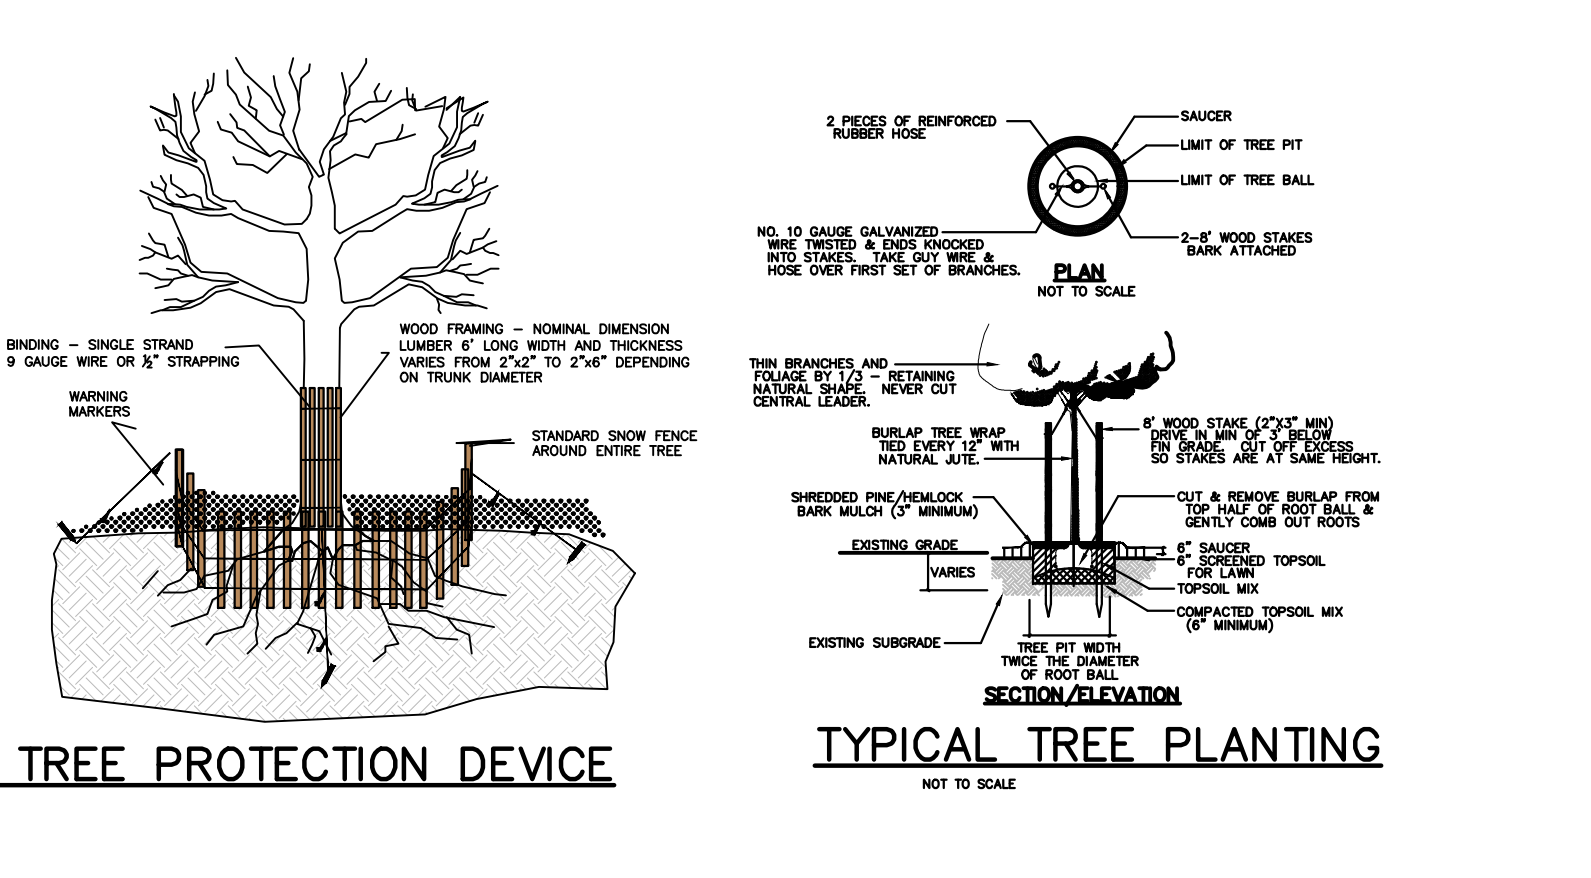 BINDING – SINGLE STRAND
9 GAUGE WIRE OR ½" STRAPPING
WOOD FRAMING – NOMINAL DIMENSION
LUMBER 6' LONG WIDTH AND THICKNESS
VARIES FROM 2"x2" TO 2"x6" DEPENDING
ON TRUNK DIAMETER
WARNING
MARKERS
STANDARD SNOW FENCE
AROUND ENTIRE TREE
TREE PROTECTION DEVICE
2 PIECES OF REINFORCED
RUBBER HOSE
SAUCER
LIMIT OF TREE PIT
LIMIT OF TREE BALL
NO. 10 GAUGE GALVANIZED
WIRE TWISTED & ENDS KNOCKED
INTO STAKES. TAKE GUY WIRE &
HOSE OVER FIRST SET OF BRANCHES.
2–8' WOOD STAKES
BARK ATTACHED
PLAN
NOT TO SCALE
THIN BRANCHES AND
FOLIAGE BY 1/3 – RETAINING
NATURAL SHAPE. NEVER CUT
CENTRAL LEADER.
BURLAP TREE WRAP
TIED EVERY 12" WITH
NATURAL JUTE.
8' WOOD STAKE (2"X3" MIN)
DRIVE IN MIN OF 3' BELOW
FIN GRADE. CUT OFF EXCESS
SO STAKES ARE AT SAME HEIGHT.
SHREDDED PINE/HEMLOCK
BARK MULCH (3" MINIMUM)
CUT & REMOVE BURLAP FROM
TOP HALF OF ROOT BALL &
GENTLY COMB OUT ROOTS
EXISTING GRADE
VARIES
6" SAUCER
6" SCREENED TOPSOIL
FOR LAWN
TOPSOIL MIX
COMPACTED TOPSOIL MIX
(6" MINIMUM)
EXISTING SUBGRADE
TREE PIT WIDTH
TWICE THE DIAMETER
OF ROOT BALL
SECTION/ELEVATION
TYPICAL TREE PLANTING
NOT TO SCALE